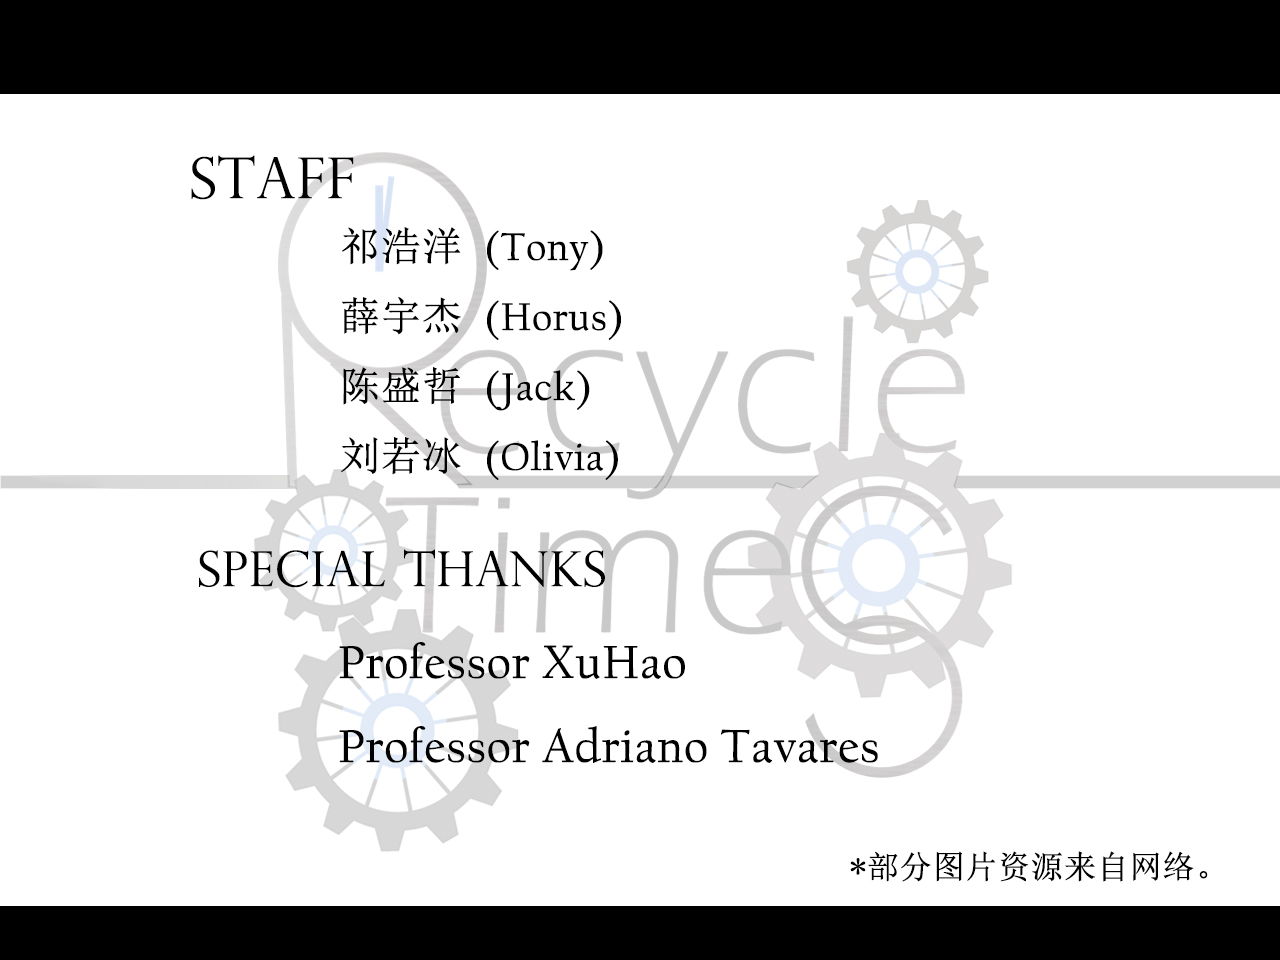 STAFF
祁浩洋 (Tony)
薛宇杰 (Horus)
陈盛哲 (Jack)
刘若冰 (Olivia)
Recycle
Time
SPECIAL THANKS
Professor XuHao
Professor Adriano Tavares
*部分图片资源来自网络。